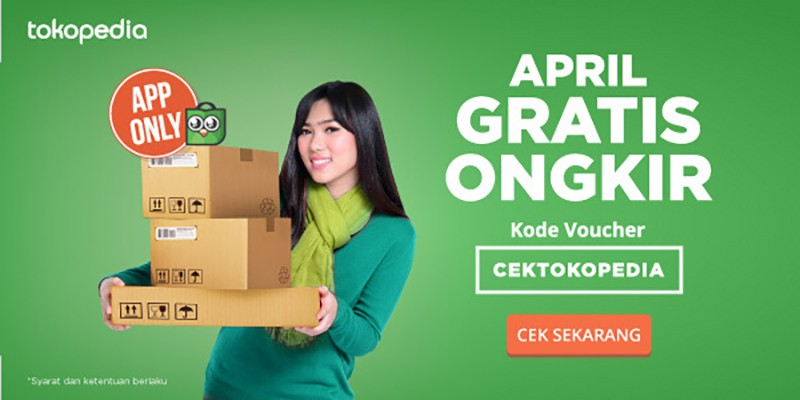 tokopedia
APP
ONLY
APRIL
GRATIS
ONGKIR
Kode Voucher
CEKTOKOPEDIA
CEK SEKARANG
*Syarat dan ketentuan berlaku